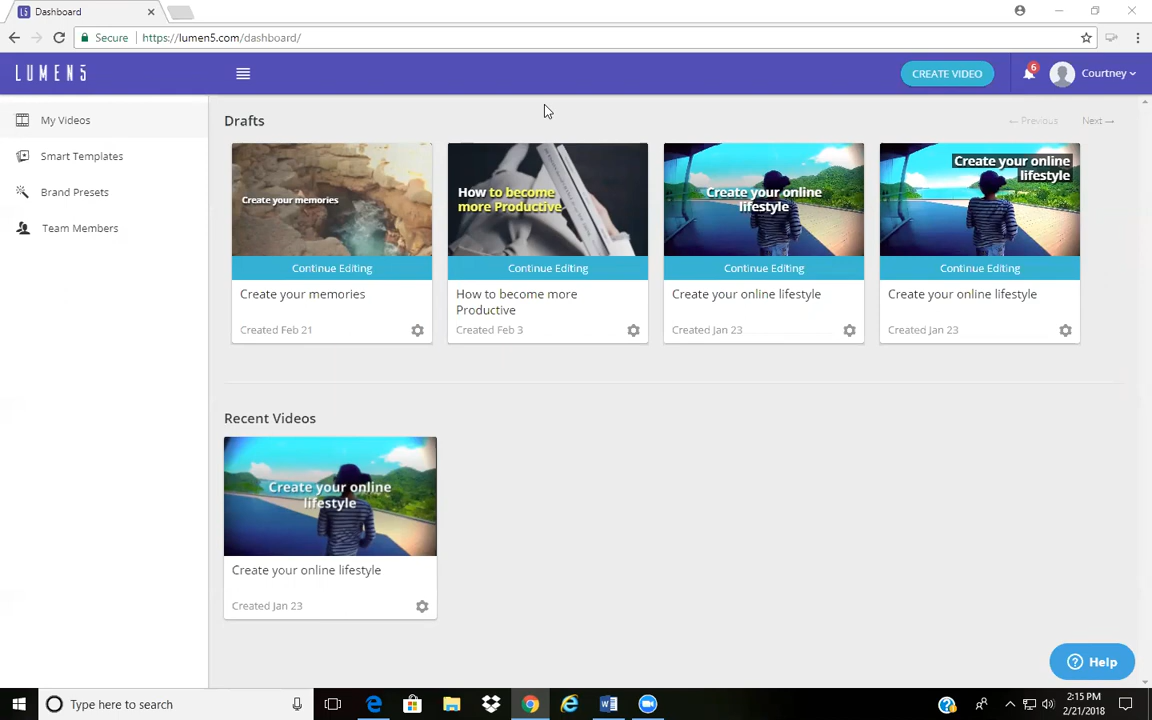 Dashboard
Secure https://lumen5.com/dashboard/
LUMEN5
CREATE VIDEO
6
Courtney
My Videos
Smart Templates
Brand Presets
Team Members
Drafts
← Previous
Next →
Create your memories
How to become
more Productive
Create your online
lifestyle
Create your online
lifestyle
Continue Editing
Continue Editing
Continue Editing
Continue Editing
Create your memories
How to become more
Productive
Create your online lifestyle
Create your online lifestyle
Created Feb 21
Created Feb 3
Created Jan 23
Created Jan 23
Recent Videos
Create your online
lifestyle
Create your online lifestyle
Created Jan 23
Help
Type here to search
2:15 PM
2/21/2018